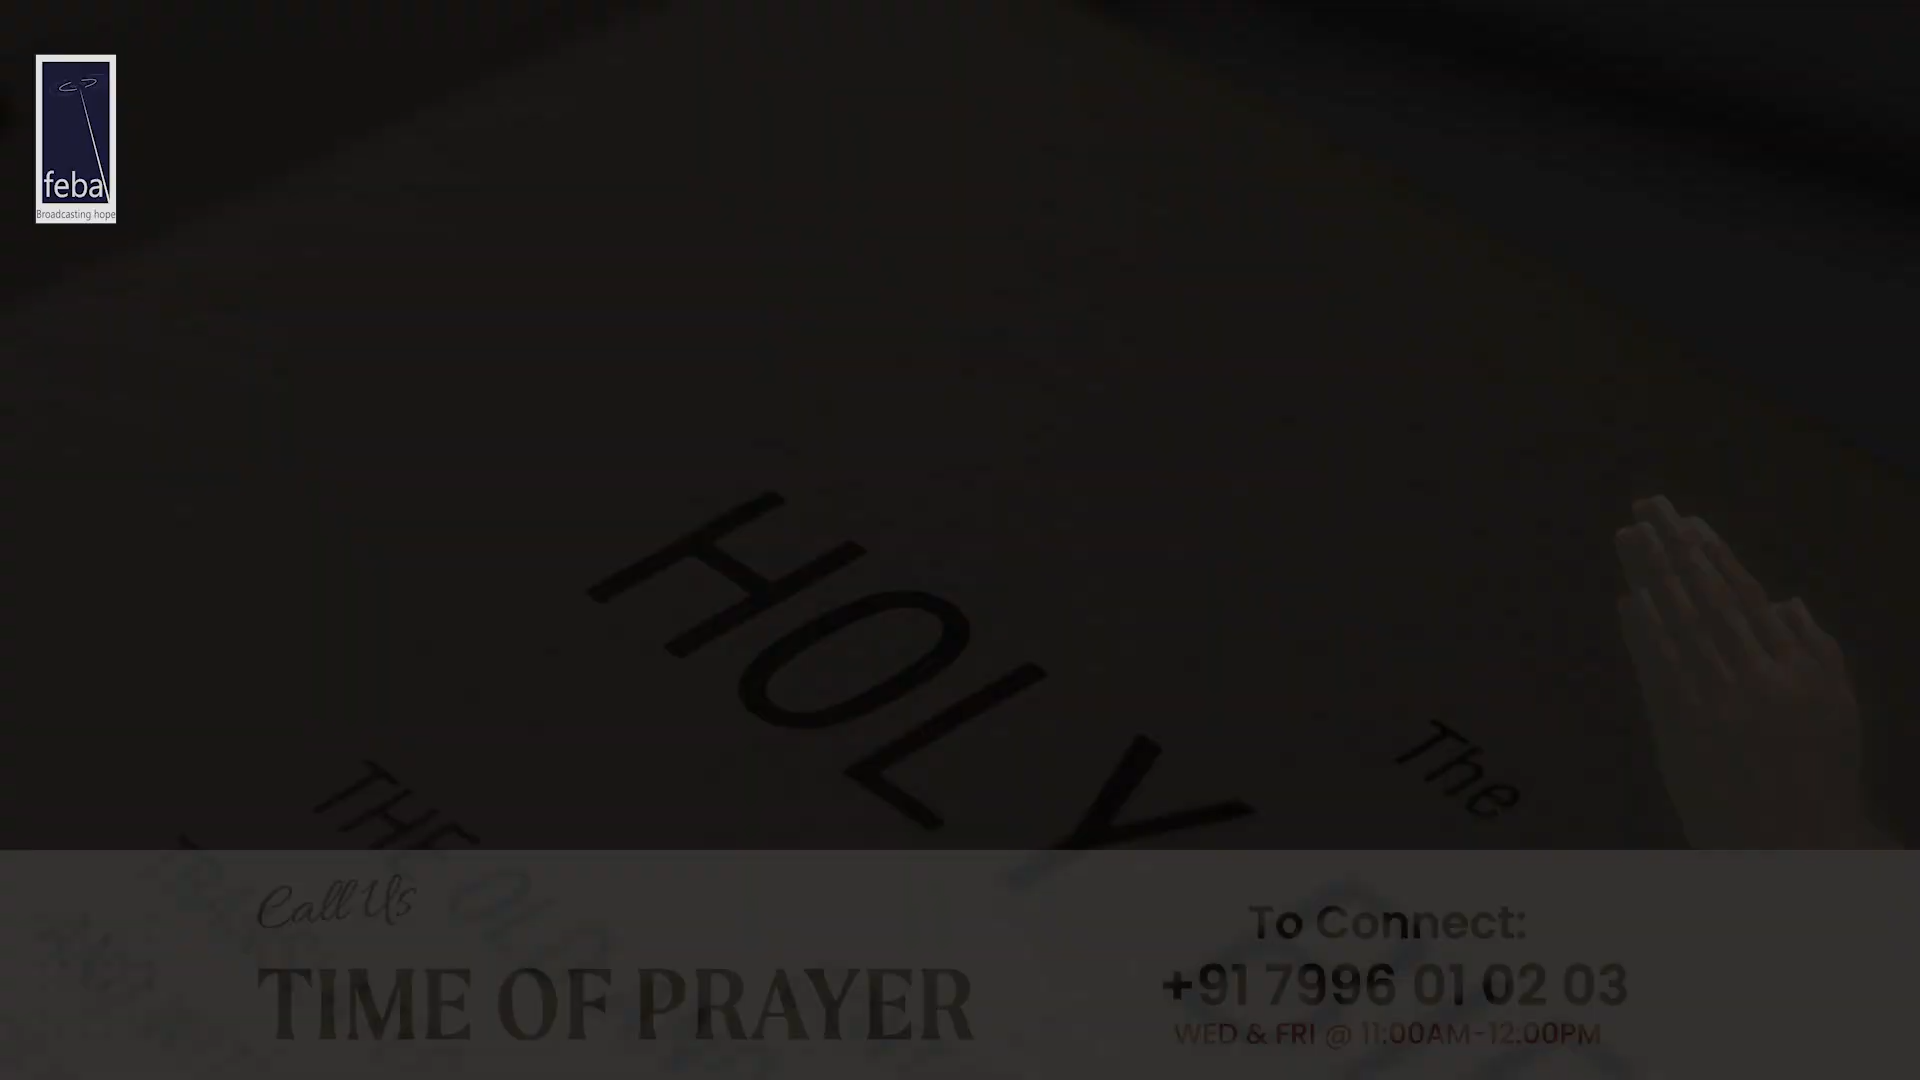 feba
Broadcasting hope
HOLY
The
THE
Call Us
TIME OF PRAYER
To Connect:
+91 7996 01 02 03
WED & FRI @ 11:00AM-12:00PM